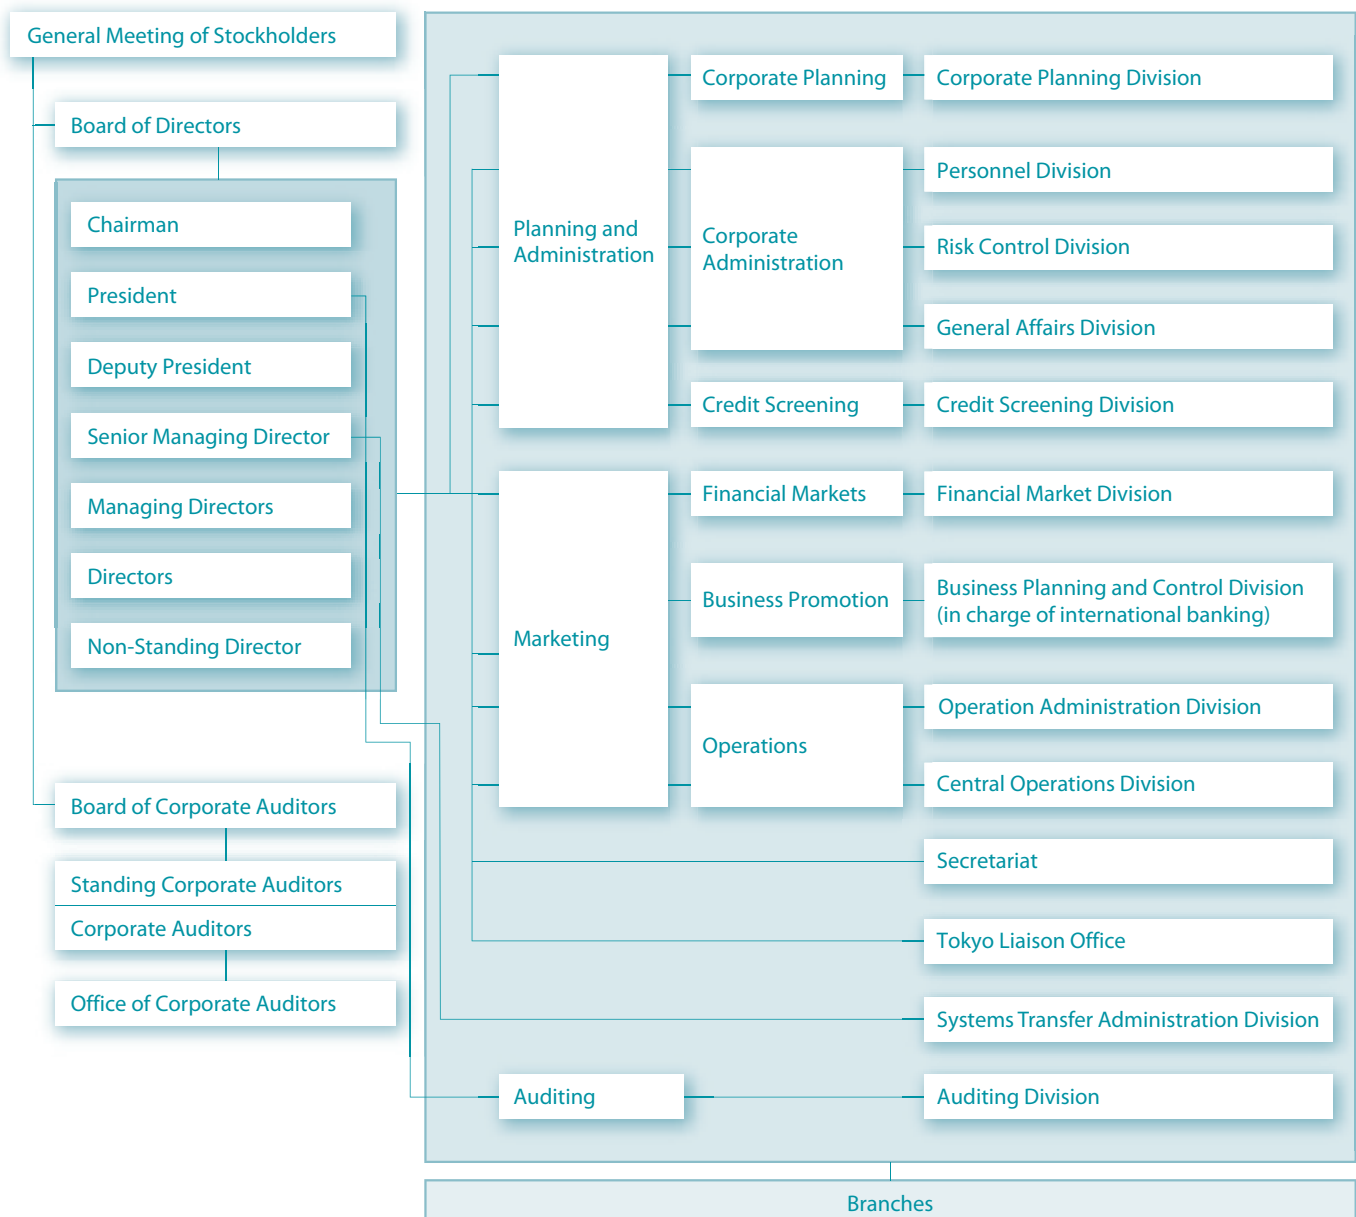 General Meeting of Stockholders
Board of Directors
Chairman
President
Deputy President
Senior Managing Director
Managing Directors
Directors
Non-Standing Director
Board of Corporate Auditors
Standing Corporate Auditors
Corporate Auditors
Office of Corporate Auditors
Planning and
Administration
Corporate Planning
Corporate Planning Division
Corporate
Administration
Personnel Division
Risk Control Division
General Affairs Division
Credit Screening
Credit Screening Division
Marketing
Financial Markets
Financial Market Division
Business Promotion
Business Planning and Control Division
(in charge of international banking)
Operations
Operation Administration Division
Central Operations Division
Secretariat
Tokyo Liaison Office
Systems Transfer Administration Division
Auditing
Auditing Division
Branches